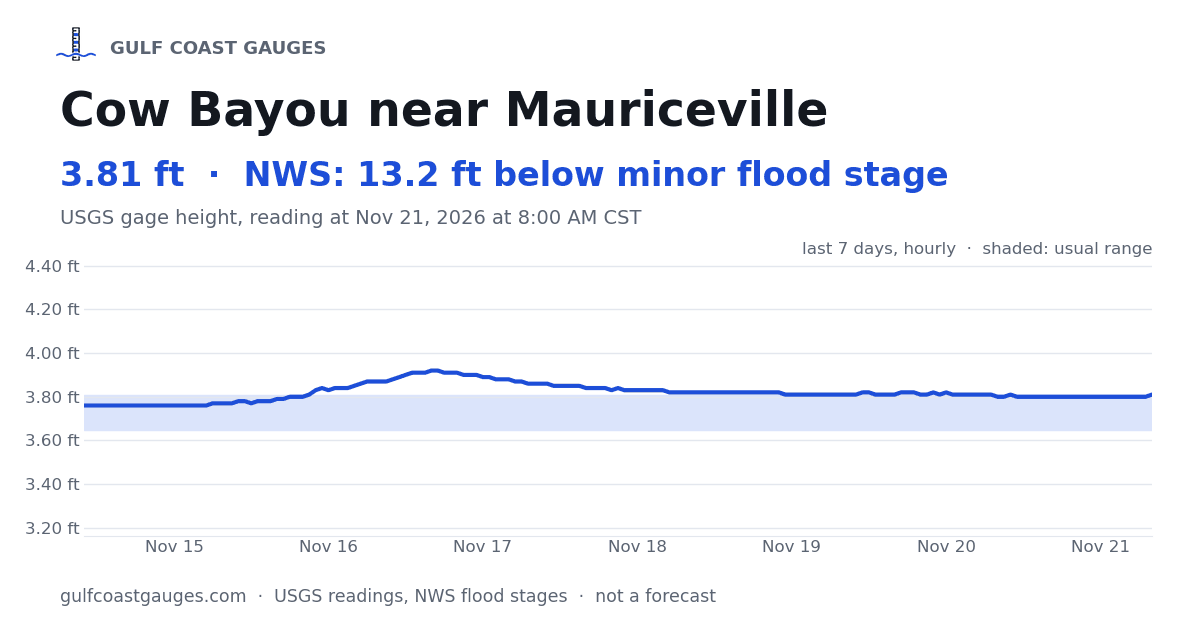 GULF COAST GAUGES
Cow Bayou near Mauriceville
3.81 ft · NWS: 13.2 ft below minor flood stage
USGS gage height, reading at Nov 21, 2026 at 8:00 AM CST
last 7 days, hourly · shaded: usual range
4.40 ft
4.20 ft
4.00 ft
3.80 ft
3.60 ft
3.40 ft
3.20 ft
Nov 15 Nov 16 Nov 17 Nov 18 Nov 19 Nov 20 Nov 21
gulfcoastgauges.com · USGS readings, NWS flood stages · not a forecast